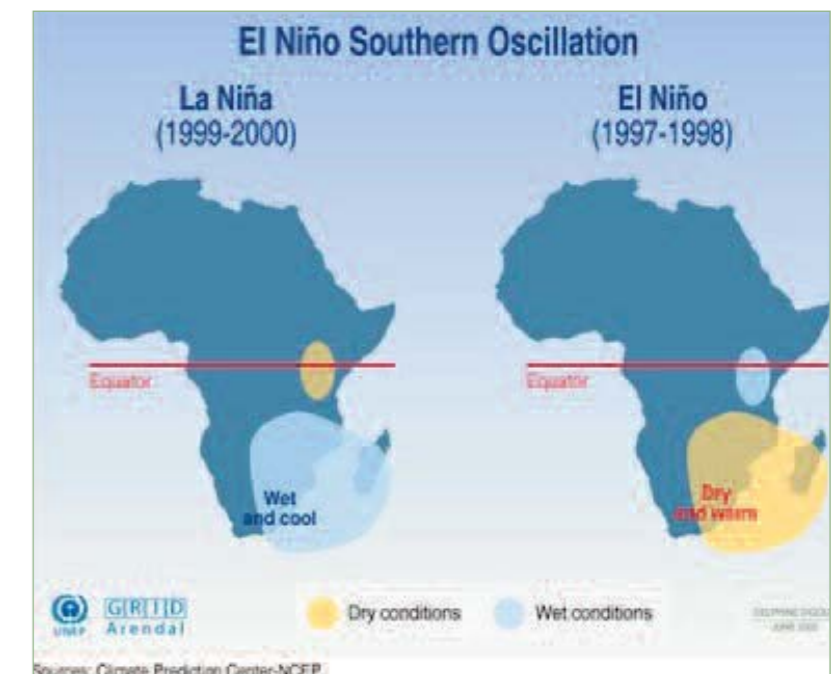 El Niño Southern Oscillation
La Niña
(1999-2000)
El Niño
(1997-1998)
Equator
Equator
Wet
and cool
Dry
and warm
UNEP
GRID
Arendal
Dry conditions
Wet conditions
Sources: Climate Prediction Center-NCEP